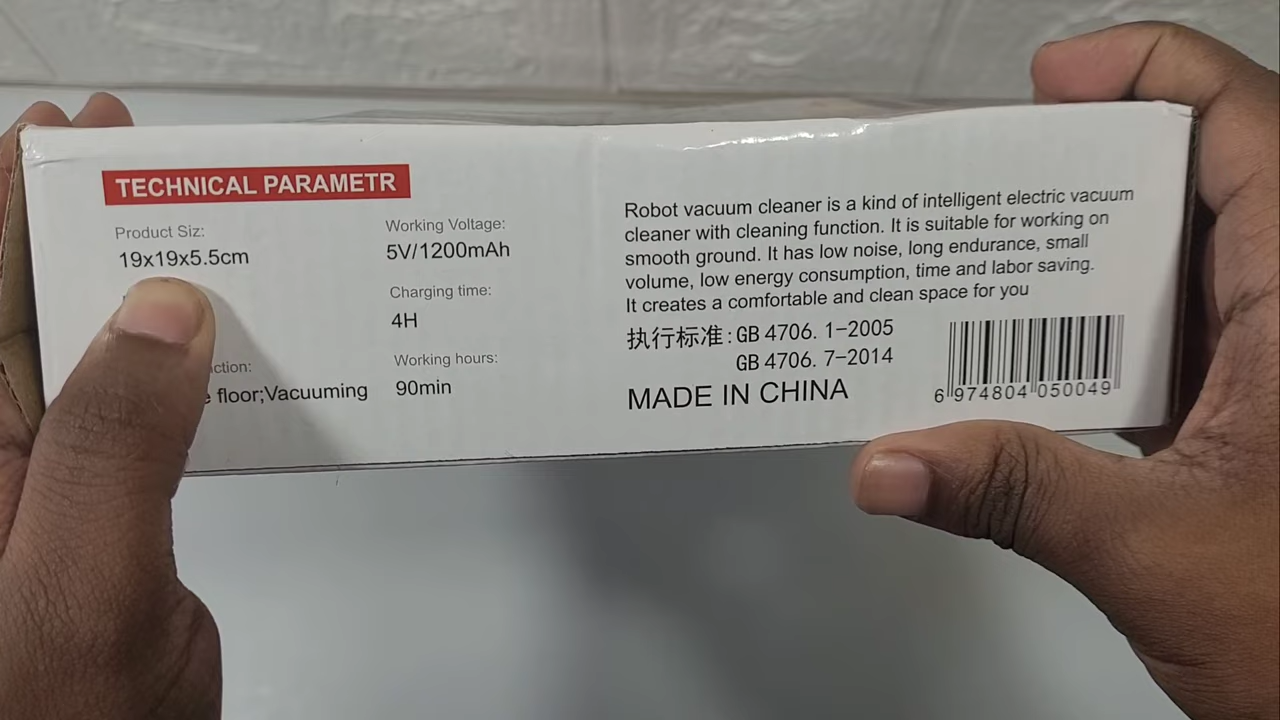 TECHNICAL PARAMETR
Product Siz:
19x19x5.5cm
floor;Vacuuming
Working Voltage:
5V/1200mAh
Charging time:
4H
Working hours:
90min
Robot vacuum cleaner is a kind of intelligent electric vacuum
cleaner with cleaning function. It is suitable for working on
smooth ground. It has low noise, long endurance, small
volume, low energy consumption, time and labor saving.
It creates a comfortable and clean space for you
执行标准:GB 4706. 1-2005
GB 4706. 7-2014
MADE IN CHINA
6 974804 050049